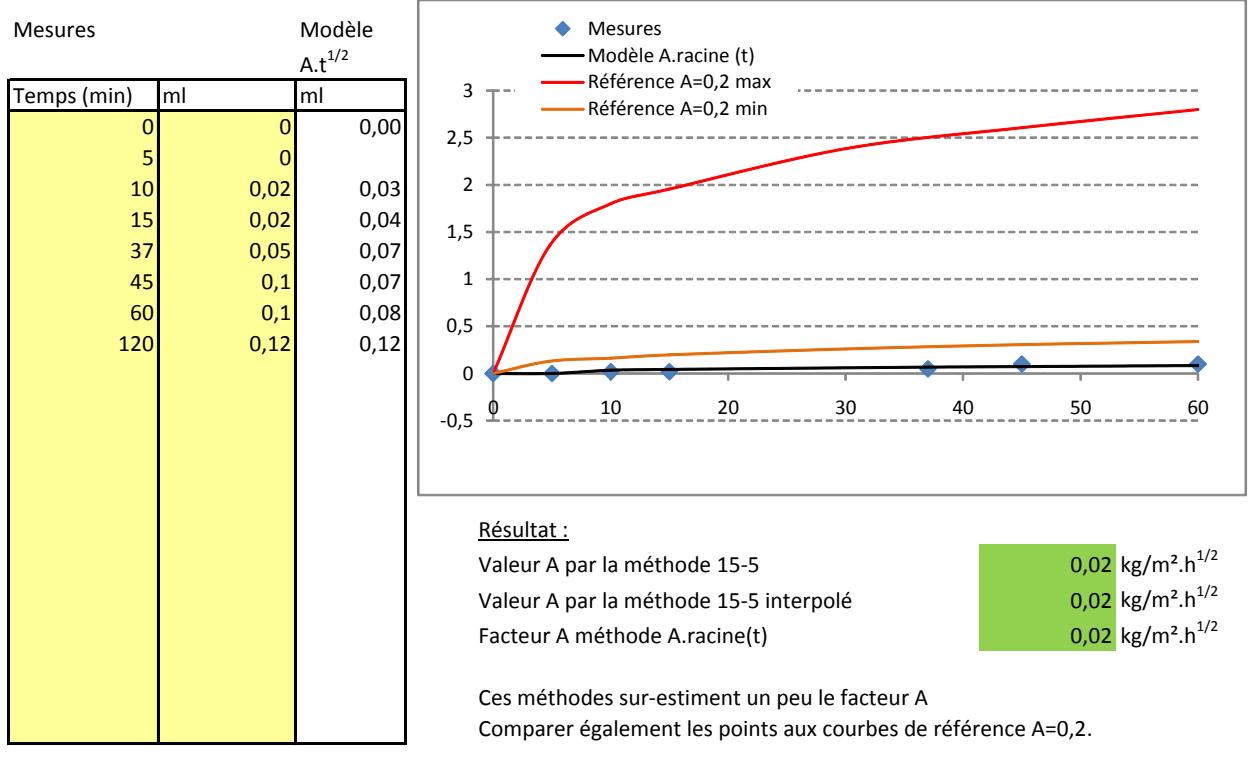 Mesures
Modèle
A.t1/2
Temps (min) ml ml
0 0 0,00
5 0
10 0,02 0,03
15 0,02 0,04
37 0,05 0,07
45 0,1 0,07
60 0,1 0,08
120 0,12 0,12
Mesures
Modèle A.racine (t)
Référence A=0,2 max
Référence A=0,2 min
3
2,5
2
1,5
1
0,5
0
-0,5
0 10 20 30 40 50 60
Résultat :
Valeur A par la méthode 15-5 0,02 kg/m².h1/2
Valeur A par la méthode 15-5 interpolé 0,02 kg/m².h1/2
Facteur A méthode A.racine(t) 0,02 kg/m².h1/2
Ces méthodes sur-estiment un peu le facteur A
Comparer également les points aux courbes de référence A=0,2.